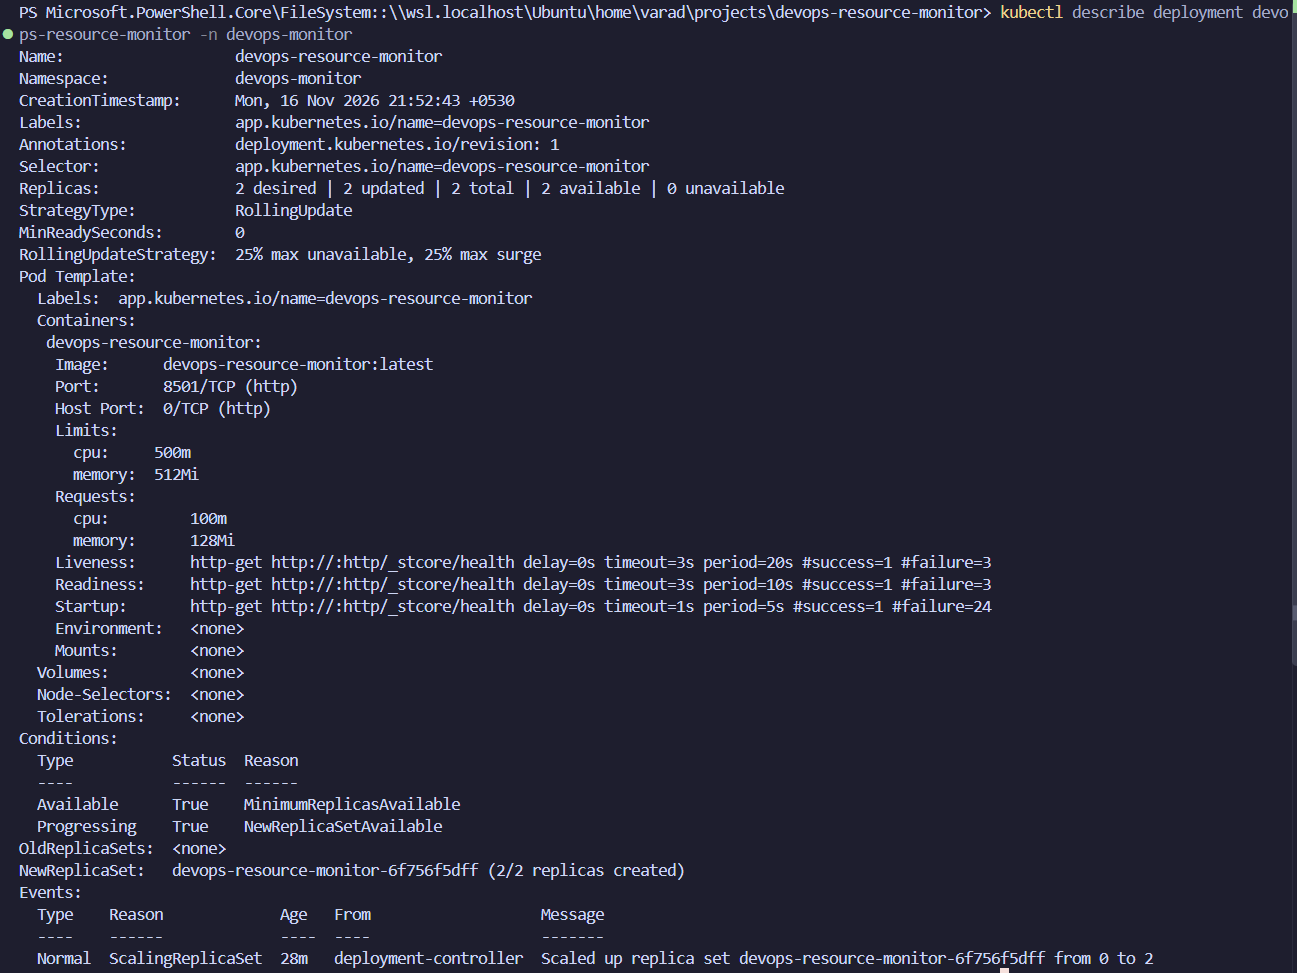 PS Microsoft.PowerShell.Core\FileSystem::\\wsl.localhost\Ubuntu\home\varad\projects\devops-resource-monitor> kubectl describe deployment devo
ps-resource-monitor -n devops-monitor
Name:                   devops-resource-monitor
Namespace:              devops-monitor
CreationTimestamp:      Mon, 16 Nov 2026 21:52:43 +0530
Labels:                 app.kubernetes.io/name=devops-resource-monitor
Annotations:            deployment.kubernetes.io/revision: 1
Selector:               app.kubernetes.io/name=devops-resource-monitor
Replicas:               2 desired | 2 updated | 2 total | 2 available | 0 unavailable
StrategyType:           RollingUpdate
MinReadySeconds:        0
RollingUpdateStrategy:  25% max unavailable, 25% max surge
Pod Template:
  Labels:  app.kubernetes.io/name=devops-resource-monitor
  Containers:
   devops-resource-monitor:
    Image:      devops-resource-monitor:latest
    Port:       8501/TCP (http)
    Host Port:  0/TCP (http)
    Limits:
      cpu:     500m
      memory:  512Mi
    Requests:
      cpu:         100m
      memory:      128Mi
    Liveness:      http-get http://:http/_stcore/health delay=0s timeout=3s period=20s #success=1 #failure=3
    Readiness:     http-get http://:http/_stcore/health delay=0s timeout=3s period=10s #success=1 #failure=3
    Startup:       http-get http://:http/_stcore/health delay=0s timeout=1s period=5s #success=1 #failure=24
    Environment:   <none>
    Mounts:        <none>
  Volumes:         <none>
  Node-Selectors:  <none>
  Tolerations:     <none>
Conditions:
  Type           Status  Reason
  ----           ------  ------
  Available      True    MinimumReplicasAvailable
  Progressing    True    NewReplicaSetAvailable
OldReplicaSets:  <none>
NewReplicaSet:   devops-resource-monitor-6f756f5dff (2/2 replicas created)
Events:
  Type    Reason             Age   From                   Message
  ----    ------             ----  ----                   -------
  Normal  ScalingReplicaSet  28m   deployment-controller  Scaled up replica set devops-resource-monitor-6f756f5dff from 0 to 2